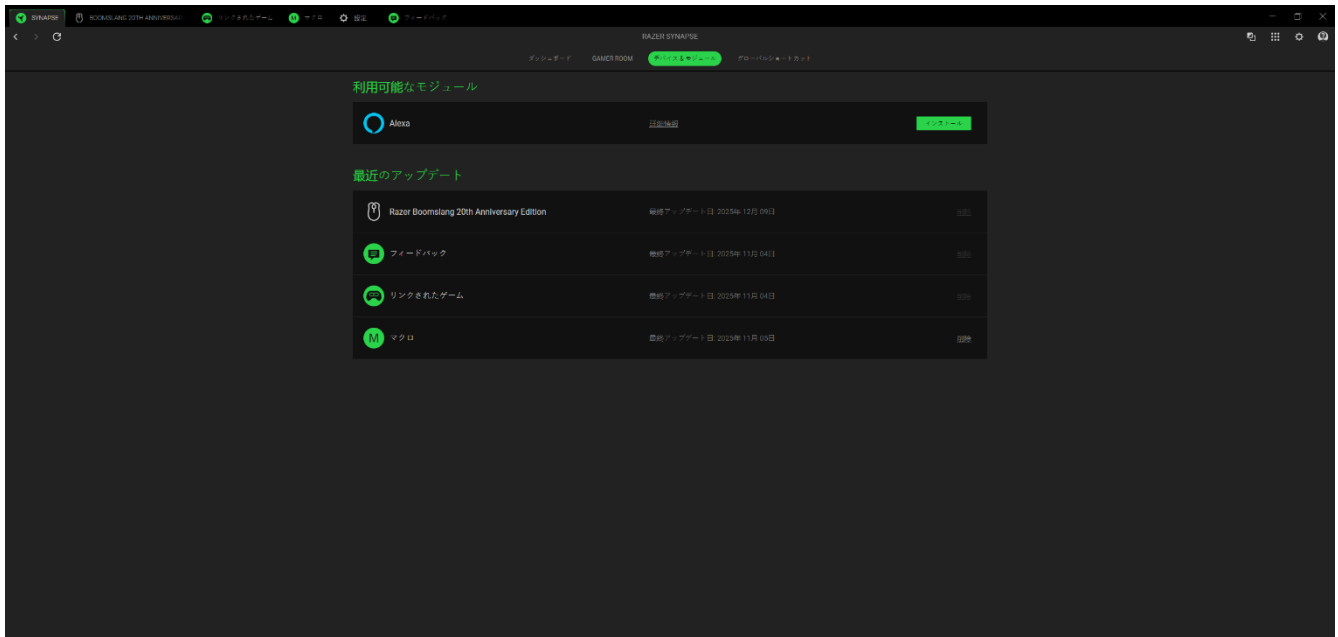 SYNAPSE
BOOMSLANG 20TH ANNIVERSA
リンクされたゲーム
マクロ
設定
フィードバック
RAZER SYNAPSE
ダッシュボード
GAMER ROOM
デバイス＆モジュール
グローバルショートカット
利用可能なモジュール
Alexa 詳細情報 インストール
最近のアップデート
Razer Boomslang 20th Anniversary Edition 最終アップデート日: 2025年 12月 09日 削除
フィードバック 最終アップデート日: 2025年 11月 04日 削除
リンクされたゲーム 最終アップデート日: 2025年 11月 04日 削除
M マクロ 最終アップデート日: 2025年 11月 05日 削除